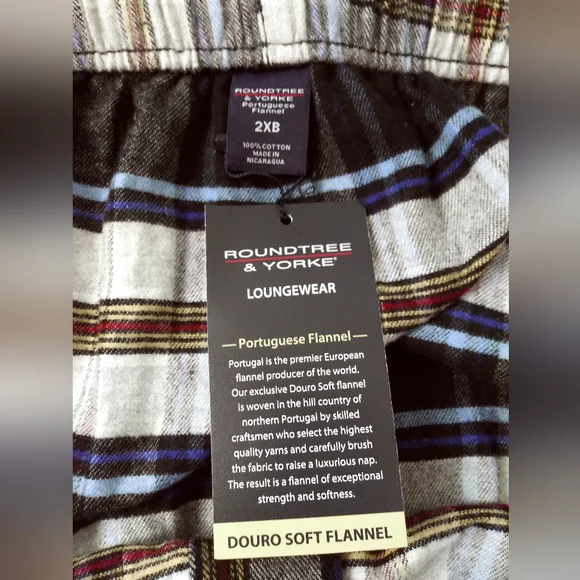 ROUNDTREE
& YORKE
Portuguese
Flannel
2XB
100% COTTON
MADE IN
NICARAGUA
ROUNDTREE
& YORKE®
LOUNGEWEAR
— Portuguese Flannel —
Portugal is the premier European
flannel producer of the world.
Our exclusive Douro Soft flannel
is woven in the hill country of
northern Portugal by skilled
craftsmen who select the highest
quality yarns and carefully brush
the fabric to raise a luxurious nap.
The result is a flannel of exceptional
strength and softness.
DOURO SOFT FLANNEL